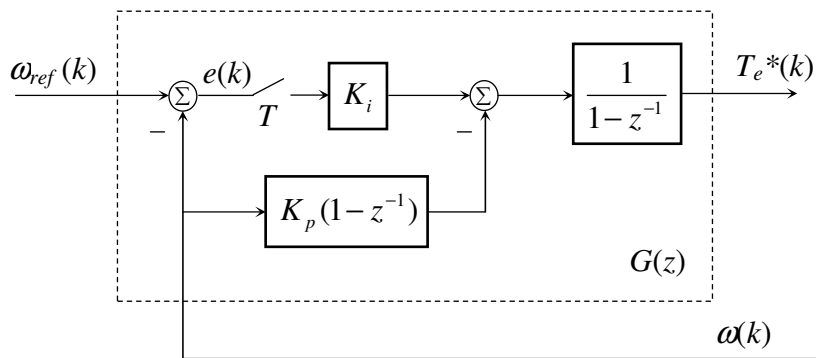 ω_ref(k)
Σ
−
e(k)
T
K_i
Σ
−
1
1 − z⁻¹
T_e*(k)
K_p(1 − z⁻¹)
G(z)
ω(k)